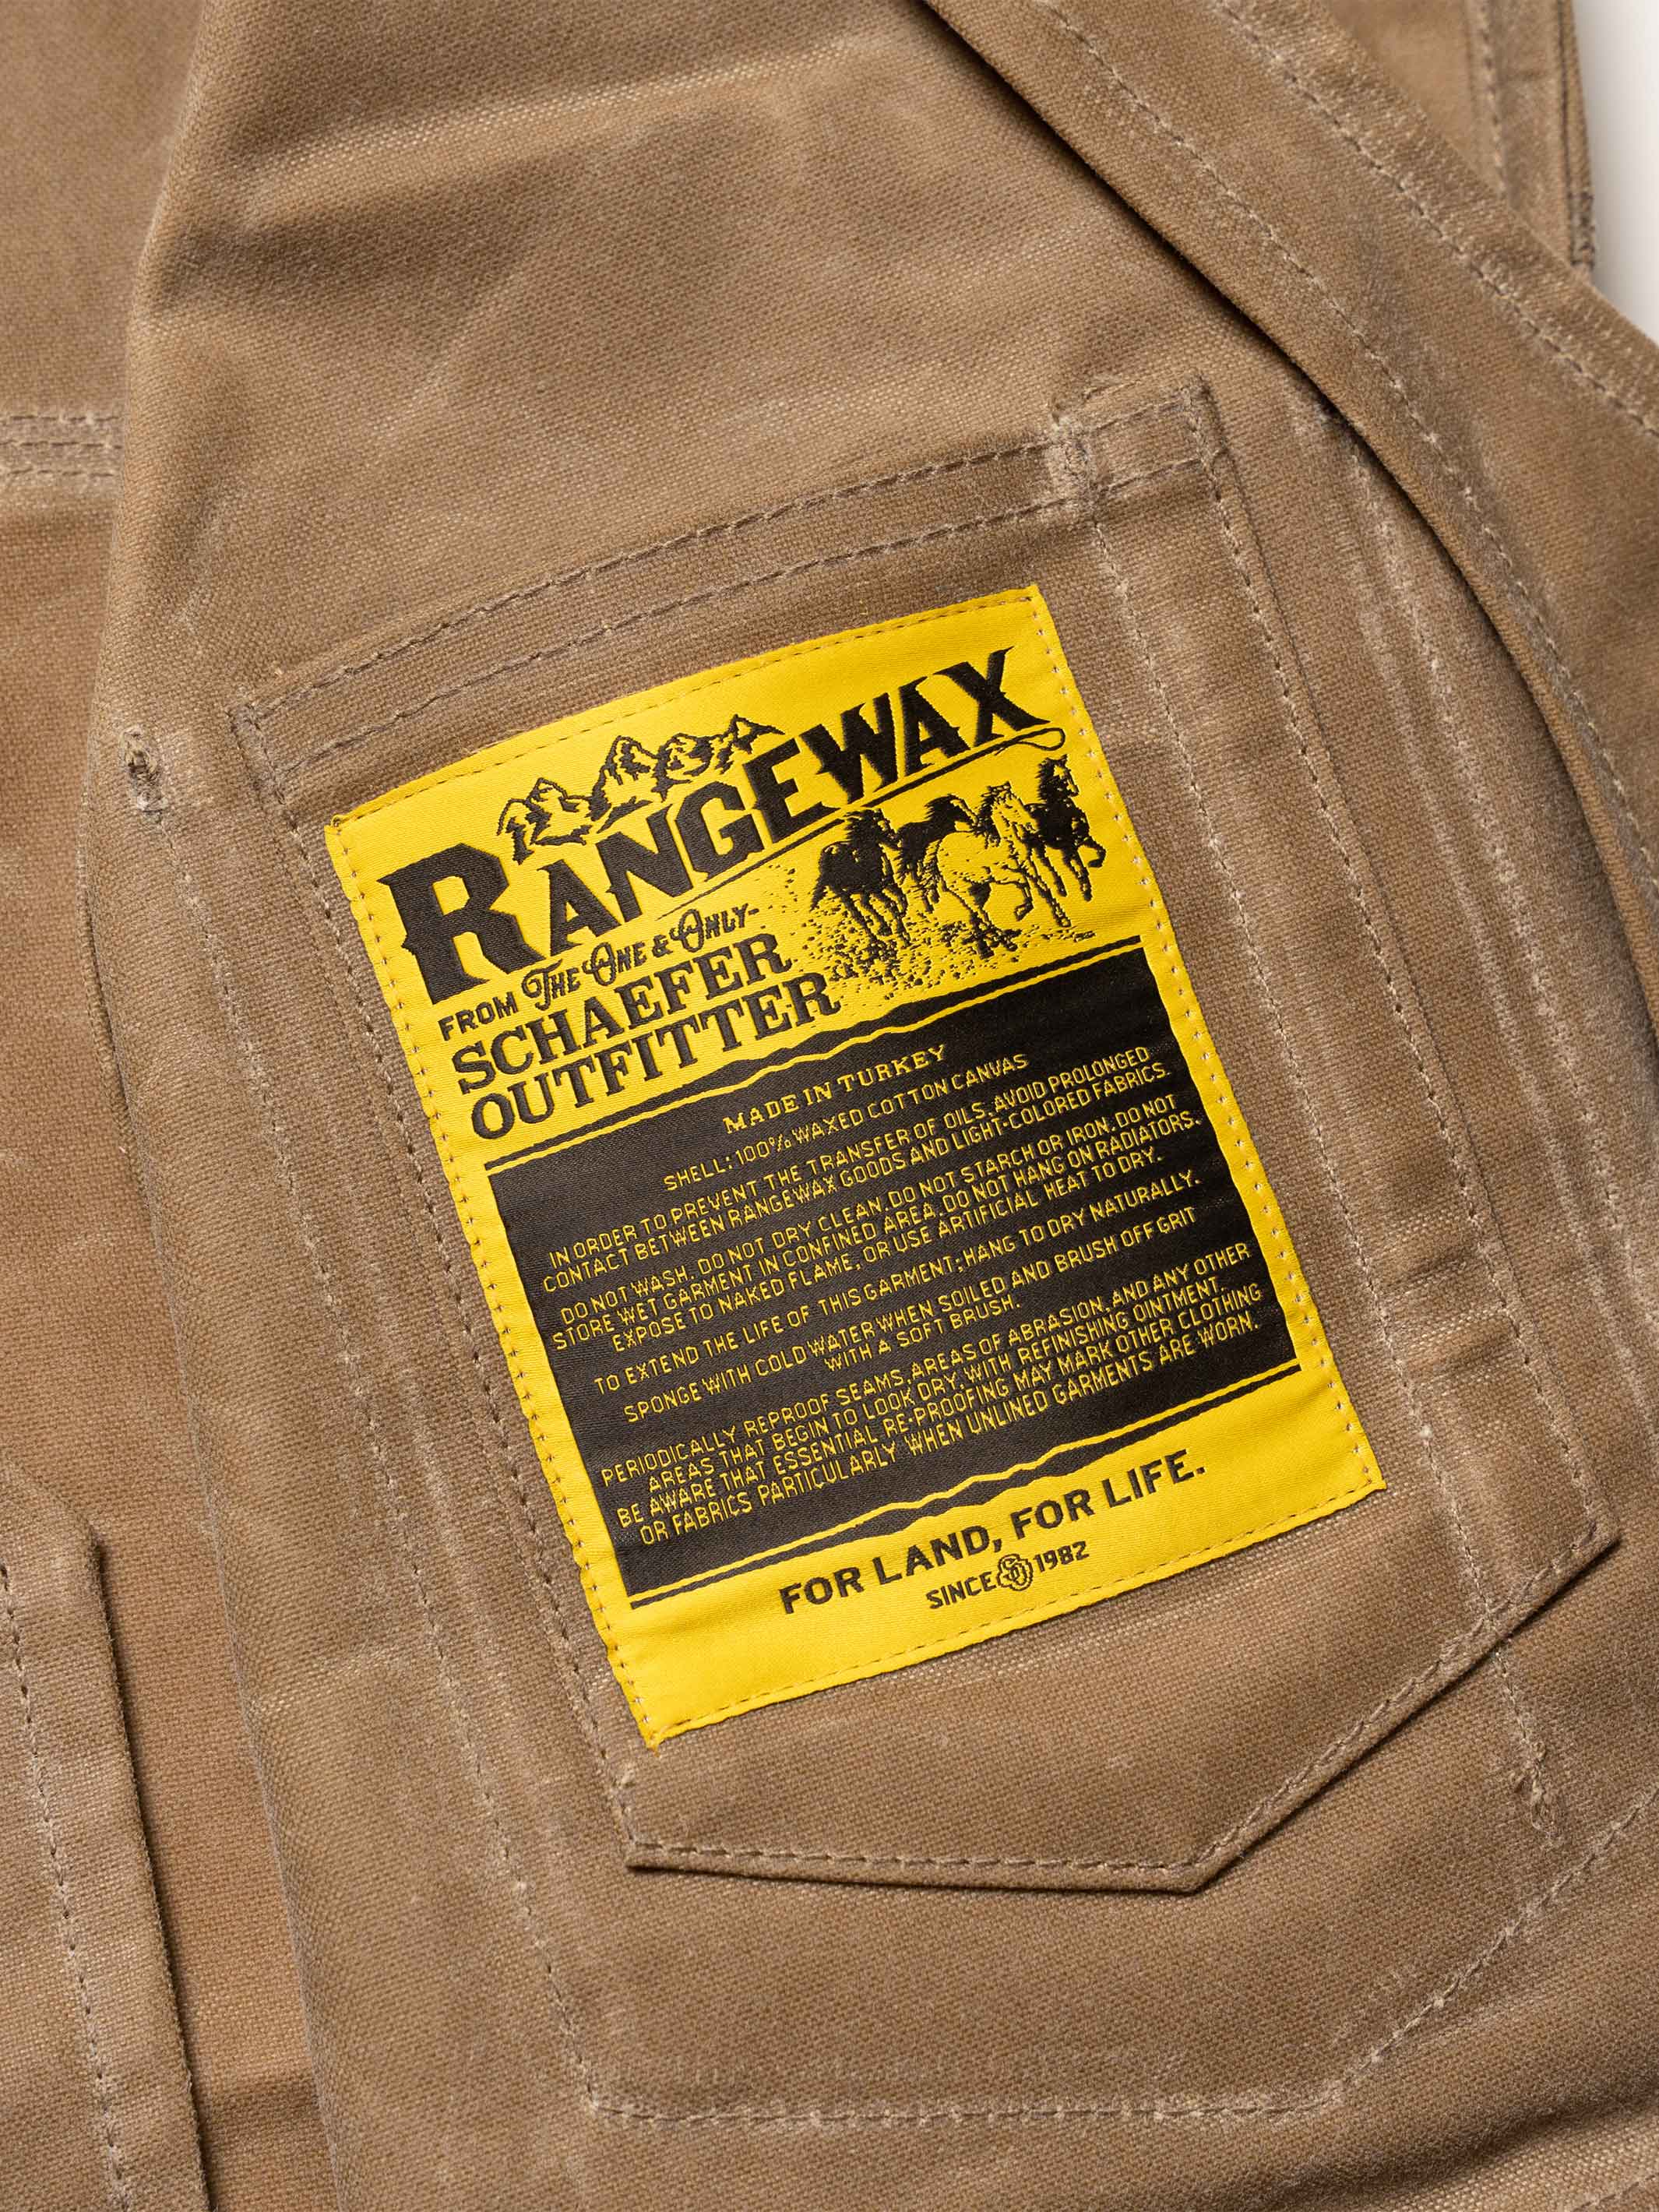 RANGEWAX
FROM THE ONE & ONLY-
SCHAEFER
OUTFITTER
MADE IN TURKEY
SHELL: 100% WAXED COTTON CANVAS
IN ORDER TO PREVENT THE TRANSFER OF OILS, AVOID PROLONGED
CONTACT BETWEEN RANGEWAX GOODS AND LIGHT-COLORED FABRICS.
DO NOT WASH. DO NOT DRY CLEAN. DO NOT STARCH OR IRON. DO NOT
STORE WET GARMENT IN CONFINED AREA. DO NOT HANG ON RADIATORS,
EXPOSE TO NAKED FLAME, OR USE ARTIFICIAL HEAT TO DRY.
TO EXTEND THE LIFE OF THIS GARMENT; HANG TO DRY NATURALLY.
SPONGE WITH COLD WATER WHEN SOILED AND BRUSH OFF GRIT
WITH A SOFT BRUSH.
PERIODICALLY REPROOF SEAMS, AREAS OF ABRASION, AND ANY OTHER
AREAS THAT BEGIN TO LOOK DRY, WITH REFINISHING OINTMENT.
BE AWARE THAT ESSENTIAL RE-PROOFING MAY MARK OTHER CLOTHING
OR FABRICS PARTICULARLY WHEN UNLINED GARMENTS ARE WORN.
FOR LAND, FOR LIFE.
SINCE SO 1982